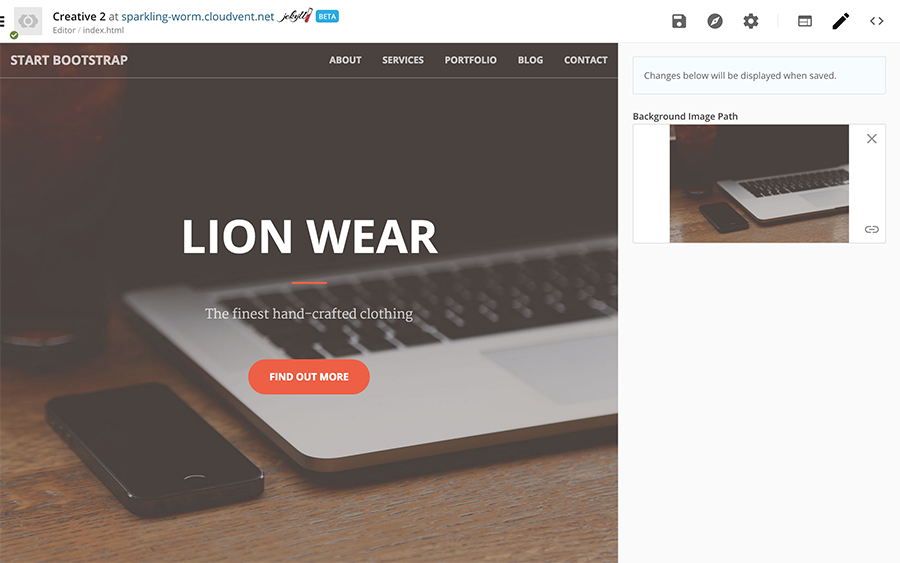 Creative 2 at sparkling-worm.cloudvent.net jekyll BETA
Editor / index.html
START BOOTSTRAP
ABOUT SERVICES PORTFOLIO BLOG CONTACT
LION WEAR
The finest hand-crafted clothing
FIND OUT MORE
Changes below will be displayed when saved.
Background Image Path